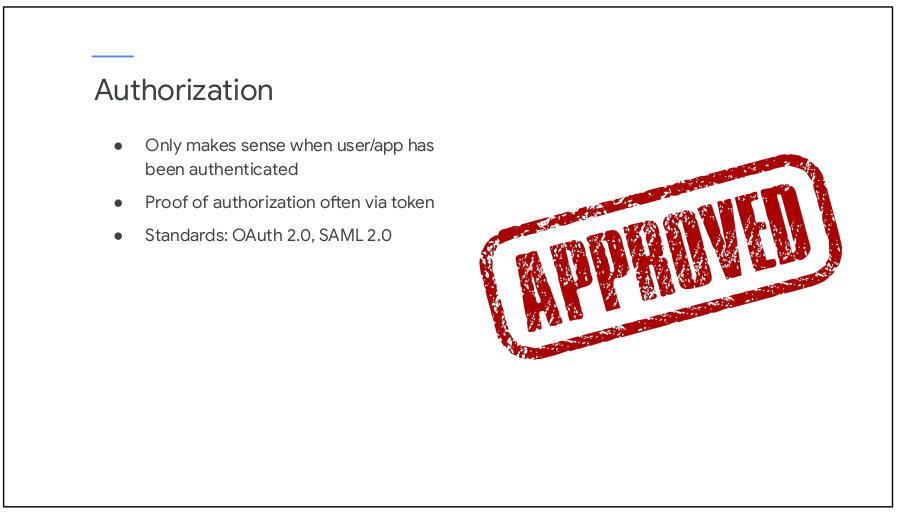 Authorization
● Only makes sense when user/app has
been authenticated
● Proof of authorization often via token
● Standards: OAuth 2.0, SAML 2.0
APPROVED